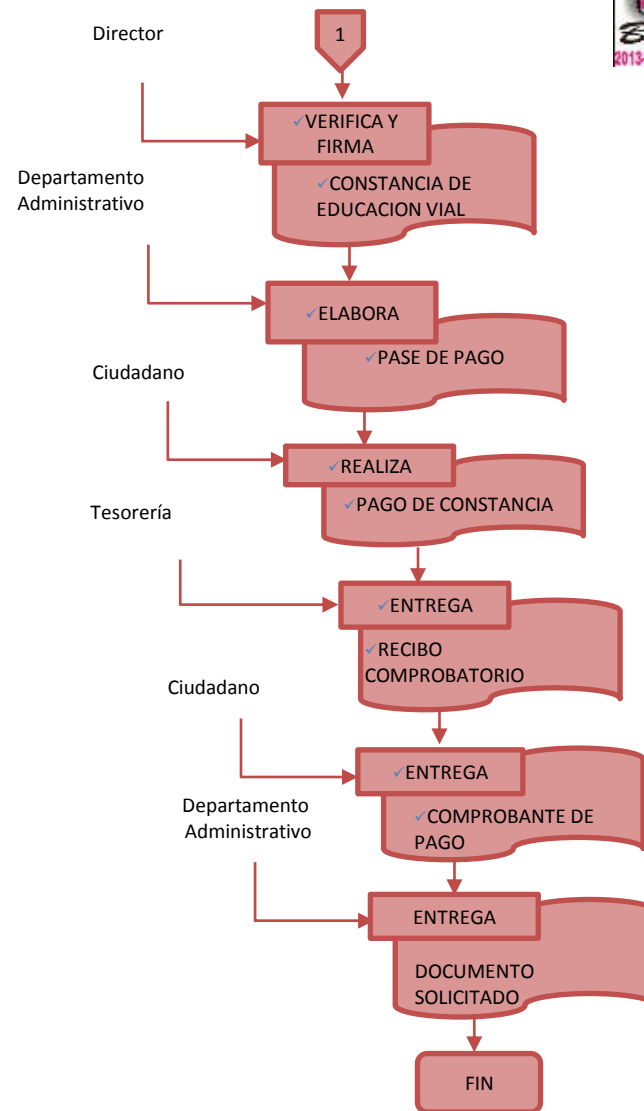 Director
1
2013-
✓VERIFICA Y
FIRMA
✓CONSTANCIA DE
EDUCACION VIAL
Departamento
Administrativo
✓ELABORA
✓PASE DE PAGO
Ciudadano
✓REALIZA
✓PAGO DE CONSTANCIA
Tesorería
✓ENTREGA
✓RECIBO
COMPROBATORIO
Ciudadano
✓ENTREGA
✓COMPROBANTE DE
PAGO
Departamento
Administrativo
ENTREGA
DOCUMENTO
SOLICITADO
FIN